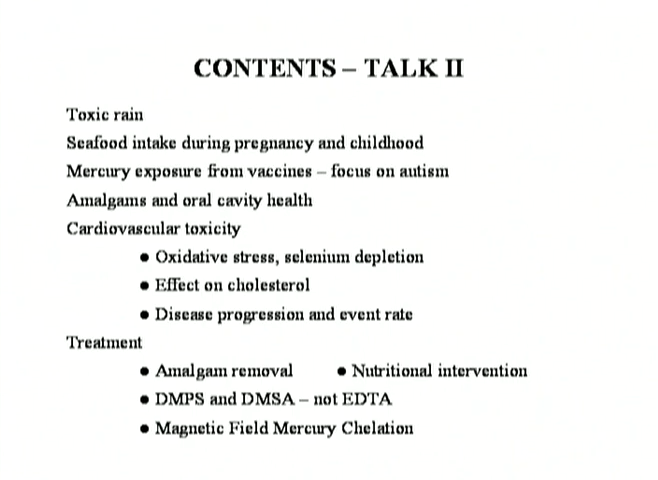 CONTENTS – TALK II
Toxic rain
Seafood intake during pregnancy and childhood
Mercury exposure from vaccines – focus on autism
Amalgams and oral cavity health
Cardiovascular toxicity
● Oxidative stress, selenium depletion
● Effect on cholesterol
● Disease progression and event rate
Treatment
● Amalgam removal ● Nutritional intervention
● DMPS and DMSA – not EDTA
● Magnetic Field Mercury Chelation